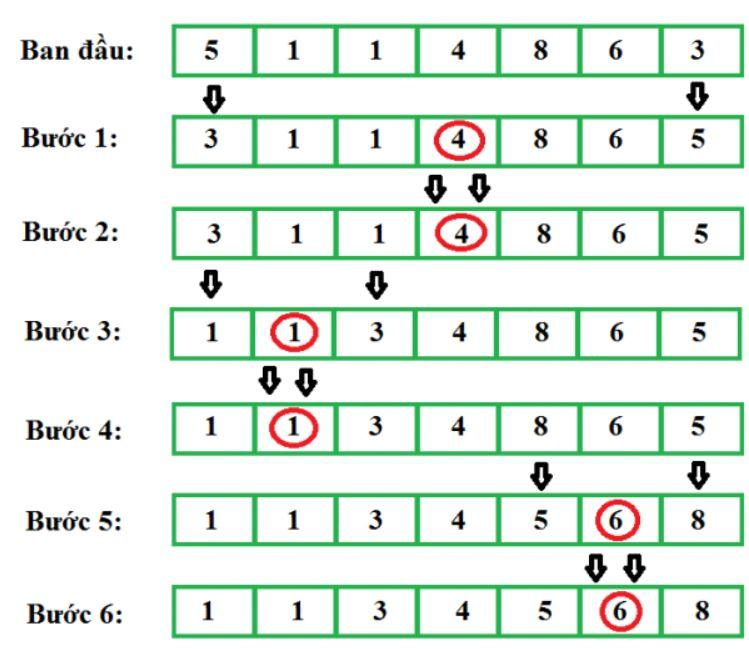 Ban đầu: 5 1 1 4 8 6 3
Bước 1: 3 1 1 4 8 6 5
Bước 2: 3 1 1 4 8 6 5
Bước 3: 1 1 3 4 8 6 5
Bước 4: 1 1 3 4 8 6 5
Bước 5: 1 1 3 4 5 6 8
Bước 6: 1 1 3 4 5 6 8